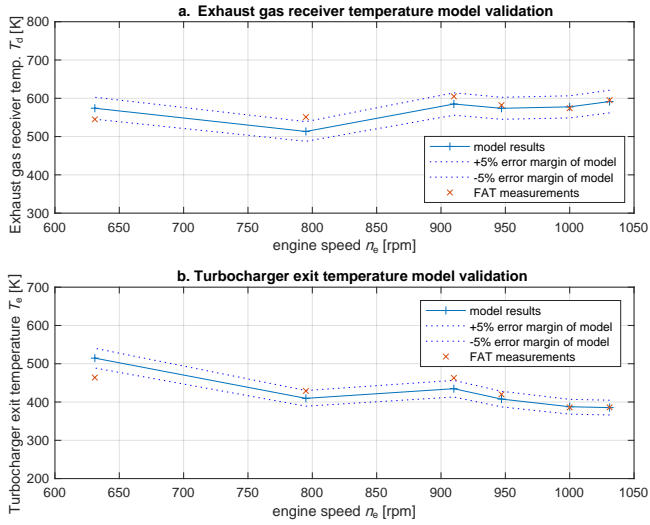 a. Exhaust gas receiver temperature model validation
Exhaust gas receiver temp. T_d [K]
800
700
600
500
400
300
model results
+5% error margin of model
-5% error margin of model
FAT measurements
600 650 700 750 800 850 900 950 1000 1050
engine speed n_e [rpm]
b. Turbocharger exit temperature model validation
Turbocharger exit temperature T_e [K]
700
600
500
400
300
200
model results
+5% error margin of model
-5% error margin of model
FAT measurements
600 650 700 750 800 850 900 950 1000 1050
engine speed n_e [rpm]